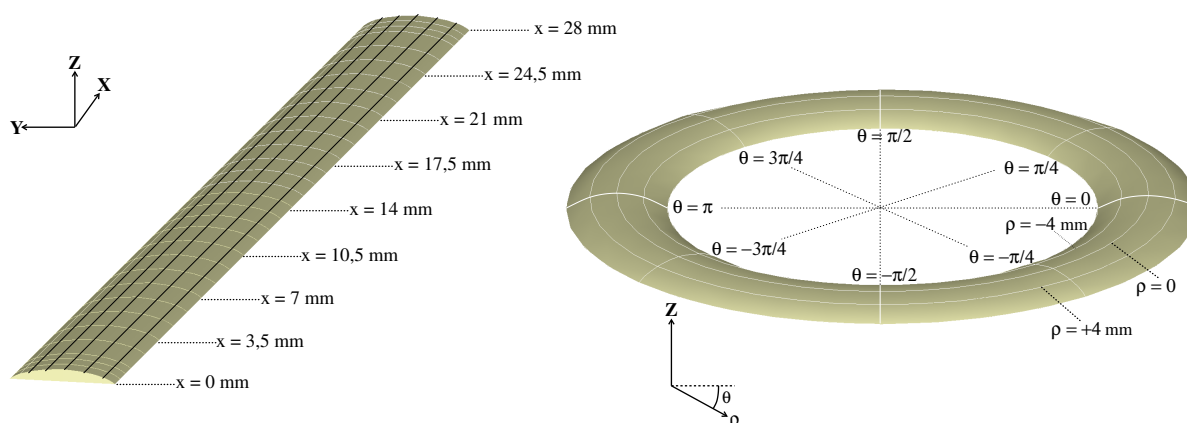 Z
X
Y
x = 28 mm
x = 24,5 mm
x = 21 mm
x = 17,5 mm
x = 14 mm
x = 10,5 mm
x = 7 mm
x = 3,5 mm
x = 0 mm
θ = π/2
θ = 3π/4
θ = π/4
θ = π
θ = 0
ρ = −4 mm
θ = −3π/4
θ = −π/4
θ = −π/2
ρ = 0
ρ = +4 mm
Z
θ
ρ